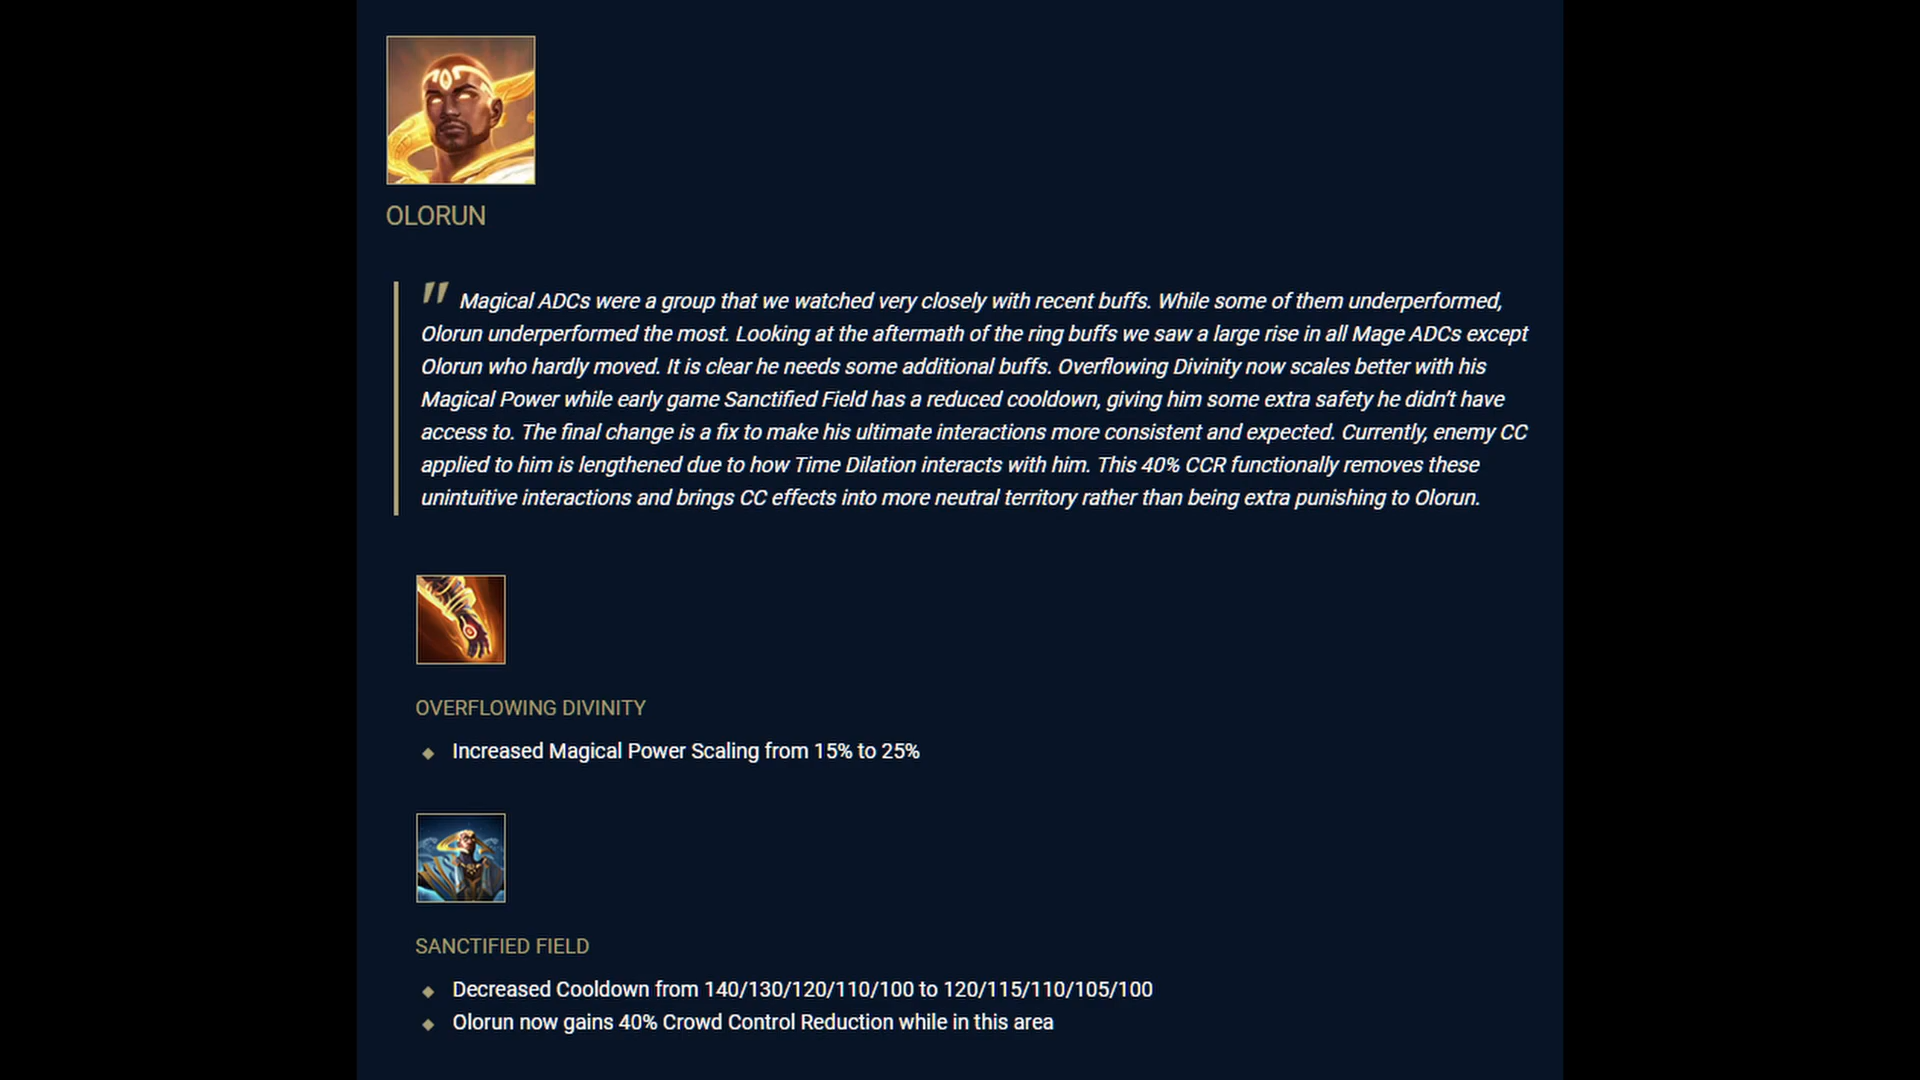 OLORUN
" Magical ADCs were a group that we watched very closely with recent buffs. While some of them underperformed,
Olorun underperformed the most. Looking at the aftermath of the ring buffs we saw a large rise in all Mage ADCs except
Olorun who hardly moved. It is clear he needs some additional buffs. Overflowing Divinity now scales better with his
Magical Power while early game Sanctified Field has a reduced cooldown, giving him some extra safety he didn’t have
access to. The final change is a fix to make his ultimate interactions more consistent and expected. Currently, enemy CC
applied to him is lengthened due to how Time Dilation interacts with him. This 40% CCR functionally removes these
unintuitive interactions and brings CC effects into more neutral territory rather than being extra punishing to Olorun.
OVERFLOWING DIVINITY
◆ Increased Magical Power Scaling from 15% to 25%
SANCTIFIED FIELD
◆ Decreased Cooldown from 140/130/120/110/100 to 120/115/110/105/100
◆ Olorun now gains 40% Crowd Control Reduction while in this area